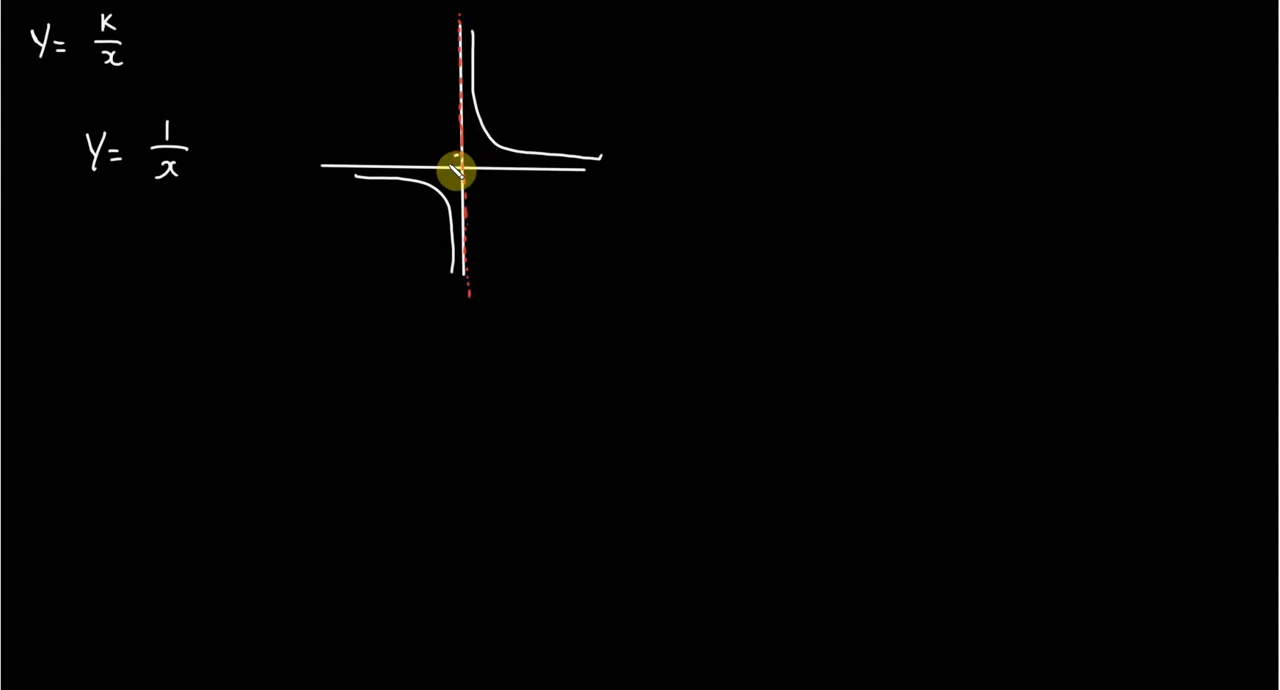 Y = K/x
Y = 1/x